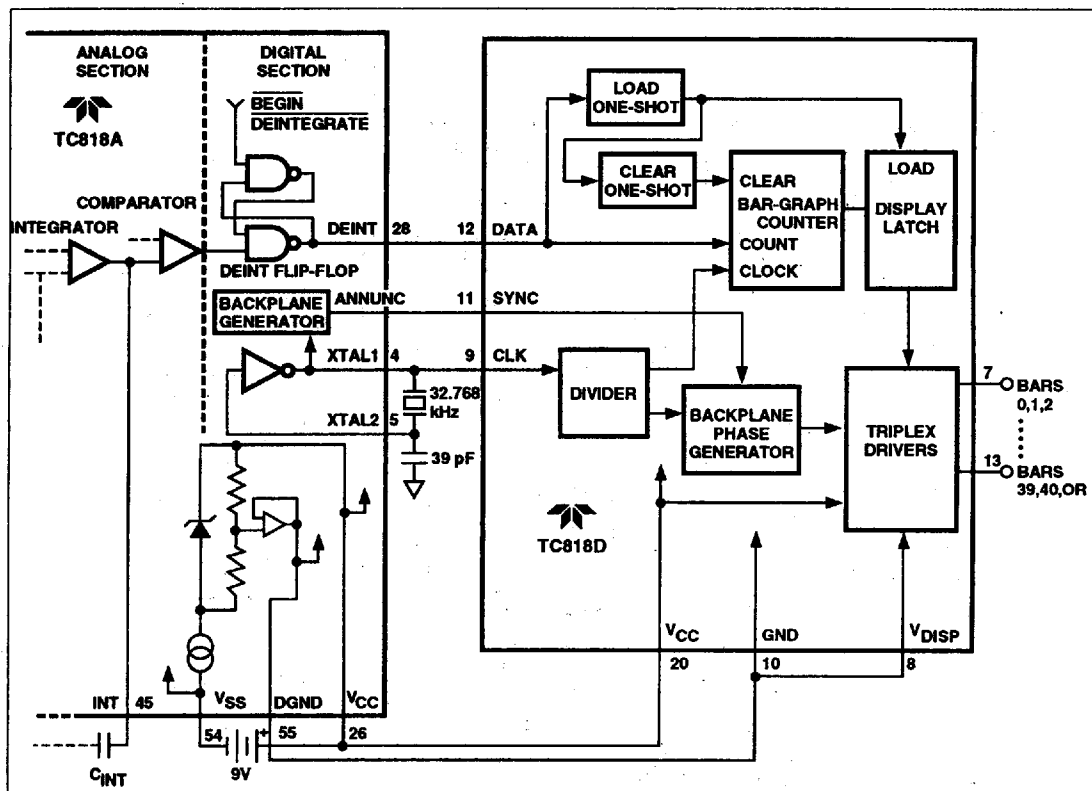 ANALOG
SECTION
TC818A
DIGITAL
SECTION
BEGIN
DEINTEGRATE
INTEGRATOR
COMPARATOR
DEINT FLIP-FLOP
DEINT 28
BACKPLANE
GENERATOR
ANNUNC
XTAL1 4
32.768
kHz
XTAL2 5
39 pF
INT 45
VSS
DGND
VCC
54
+
55
26
CINT
9V
LOAD
ONE-SHOT
CLEAR
ONE-SHOT
CLEAR
BAR-GRAPH
COUNTER
COUNT
CLOCK
LOAD
DISPLAY
LATCH
12 DATA
11 SYNC
9 CLK
DIVIDER
BACKPLANE
PHASE
GENERATOR
TRIPLEX
DRIVERS
7
BARS
0,1,2
13
BARS
39,40,OR
TC818D
VCC
20
GND
10
VDISP
8